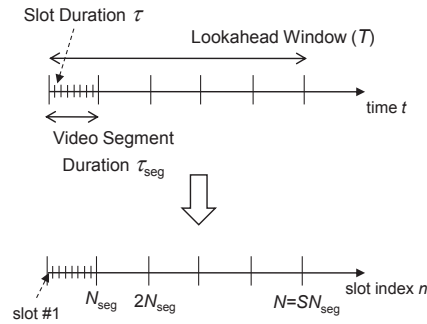 Slot Duration τ
Lookahead Window (T)
time t
Video Segment
Duration τseg
Nseg
2Nseg
N=SNseg
slot index n
slot #1